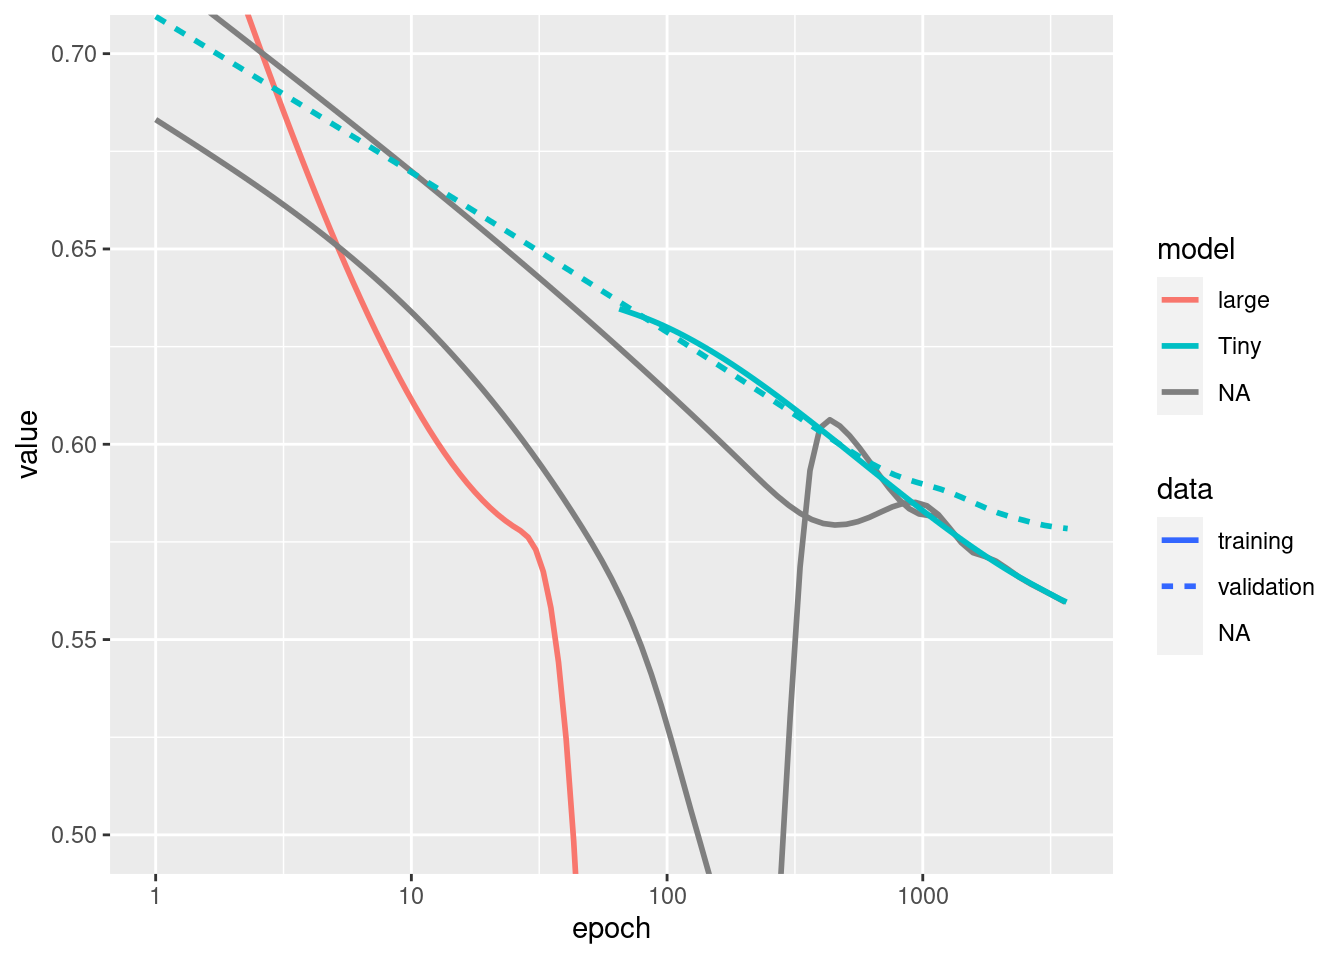 value
0.70
0.65
0.60
0.55
0.50
1
10
100
1000
epoch
model
large
Tiny
NA
data
training
validation
NA